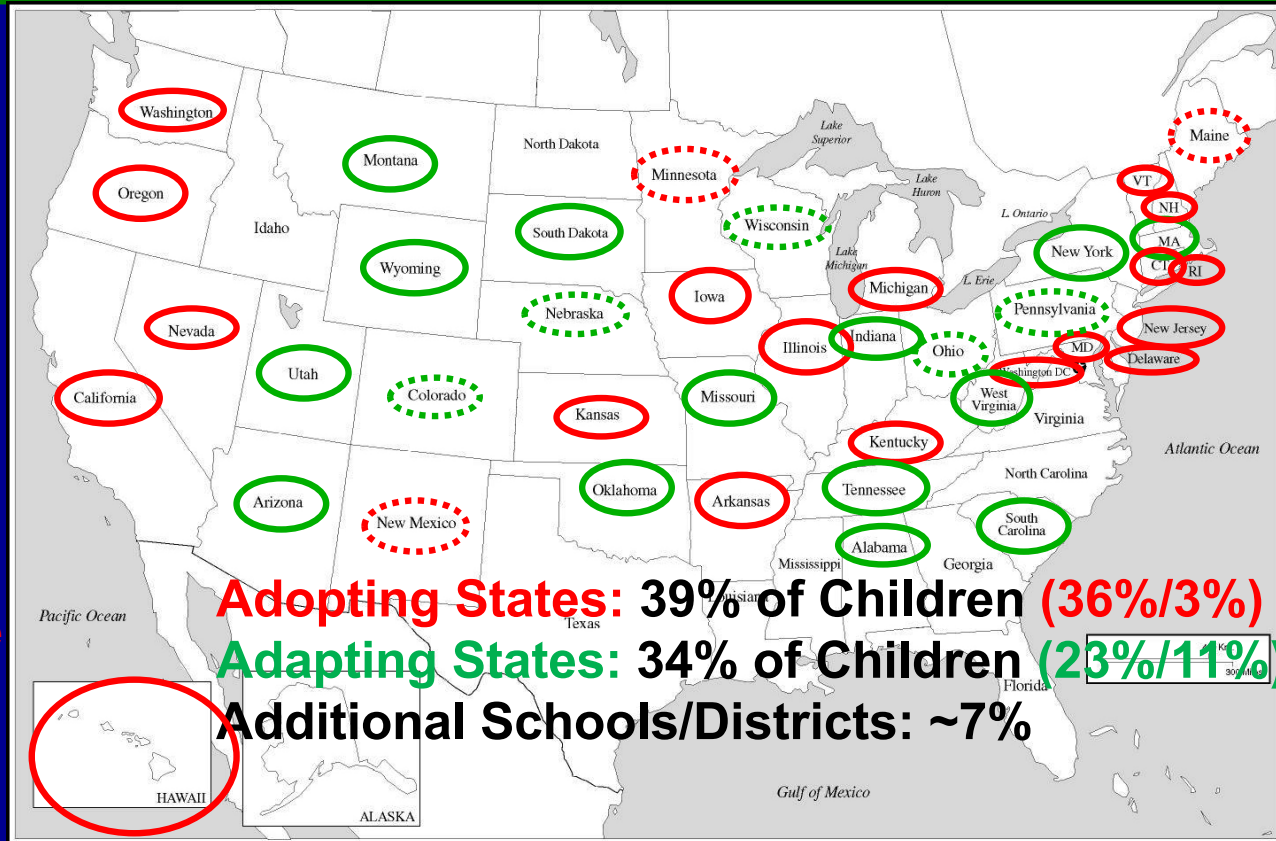 Washington
Montana
North Dakota
Minnesota
Lake
Superior
Maine
Oregon
Idaho
South Dakota
Wisconsin
Lake
Huron
VT
NH
L. Ontario
New York
MA
Wyoming
Lake
Michigan
Michigan
L. Erie
CT
RI
Iowa
Nebraska
Pennsylvania
New Jersey
Nevada
Illinois
Indiana
Ohio
MD
Delaware
Washington DC
Utah
Colorado
Kansas
Missouri
West
Virginia
Virginia
California
Kentucky
Atlantic Ocean
North Carolina
Arizona
New Mexico
Oklahoma
Arkansas
Tennessee
South
Carolina
Alabama
Mississippi
Georgia
Adopting States: 39% of Children (36%/3%)
Louisiana
Pacific Ocean
Texas
Adapting States: 34% of Children (23%/11%)
Florida
Additional Schools/Districts: ~7%
HAWAII
ALASKA
Gulf of Mexico